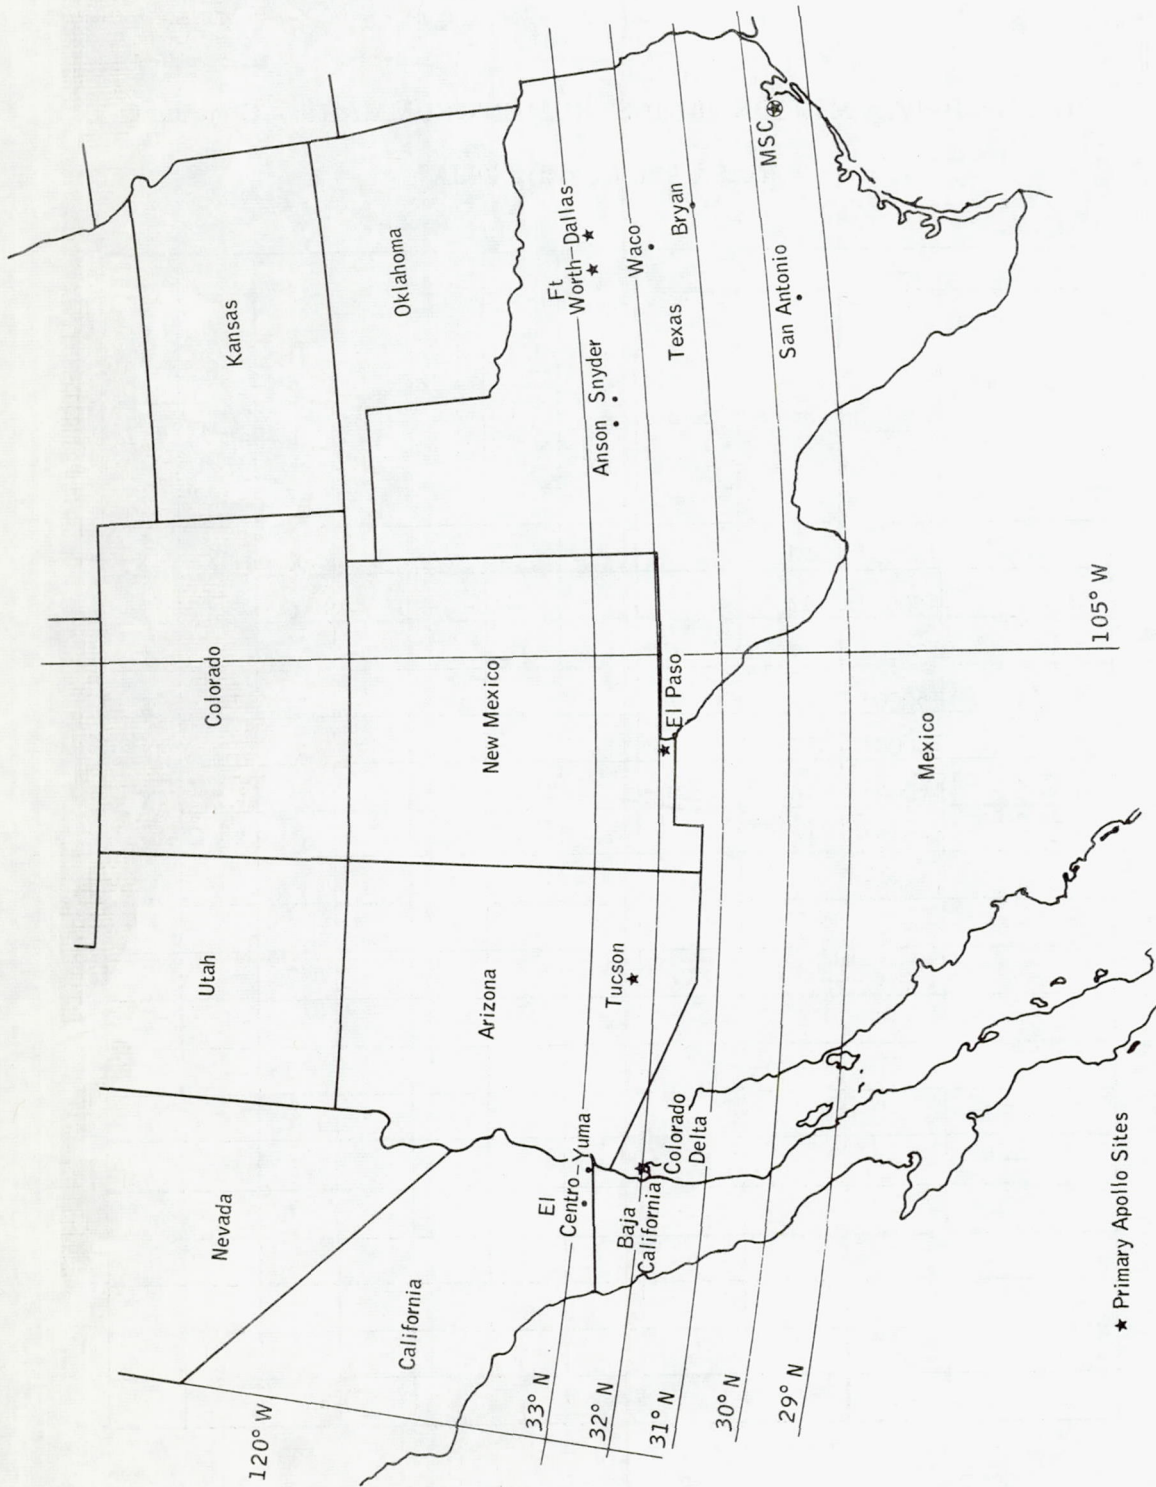 Nevada
Utah
Colorado
Kansas
120° W
California
Arizona
New Mexico
Oklahoma
33° N
El
Centro
Yuma
Ft
Worth
Dallas
32° N
Baja
California
Tucson
Anson
Snyder
Waco
31° N
Colorado
Delta
El Paso
Texas
Bryan
30° N
MSC
29° N
San Antonio
Mexico
105° W
★ Primary Apollo Sites